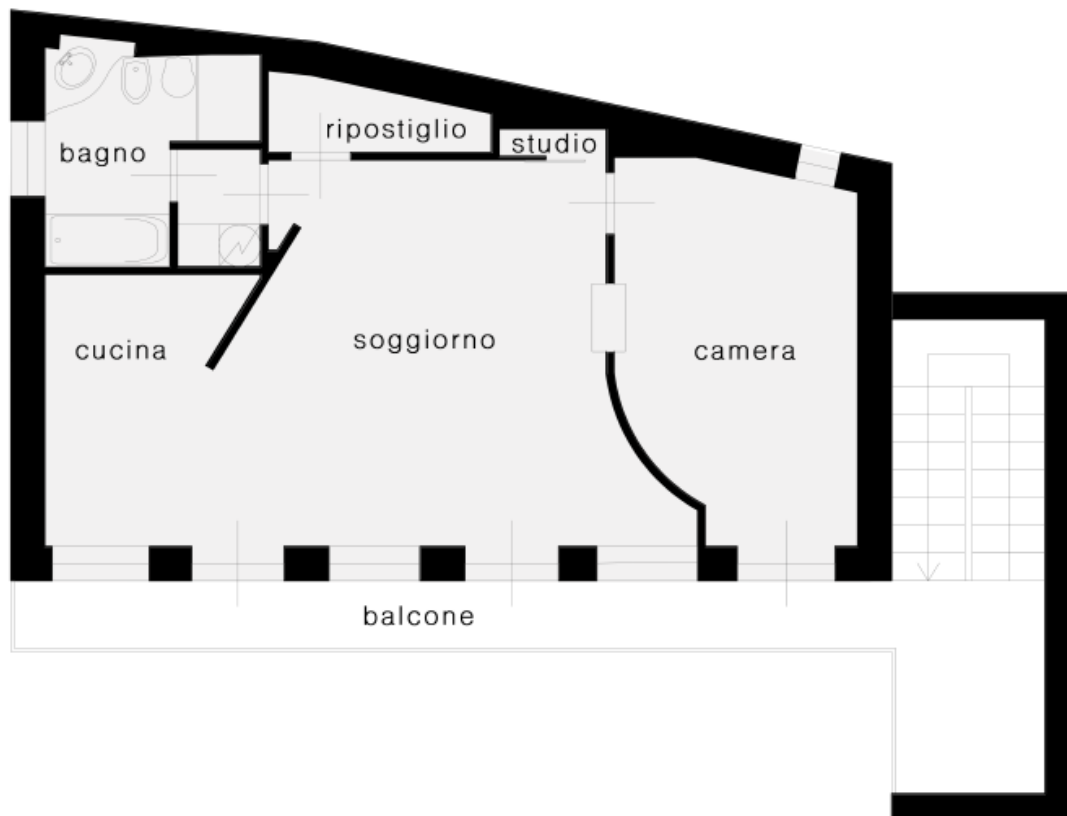 ripostiglio
studio
bagno
cucina
soggiorno
camera
balcone